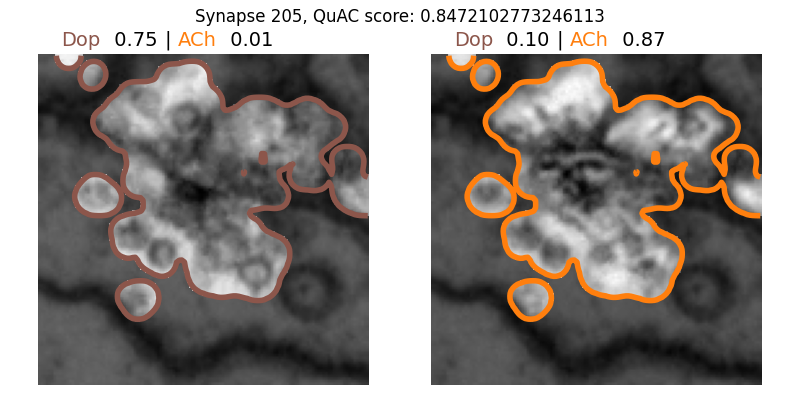 Synapse 205, QuAC score: 0.8472102773246113
Dop 0.75 | ACh 0.01
Dop 0.10 | ACh 0.87